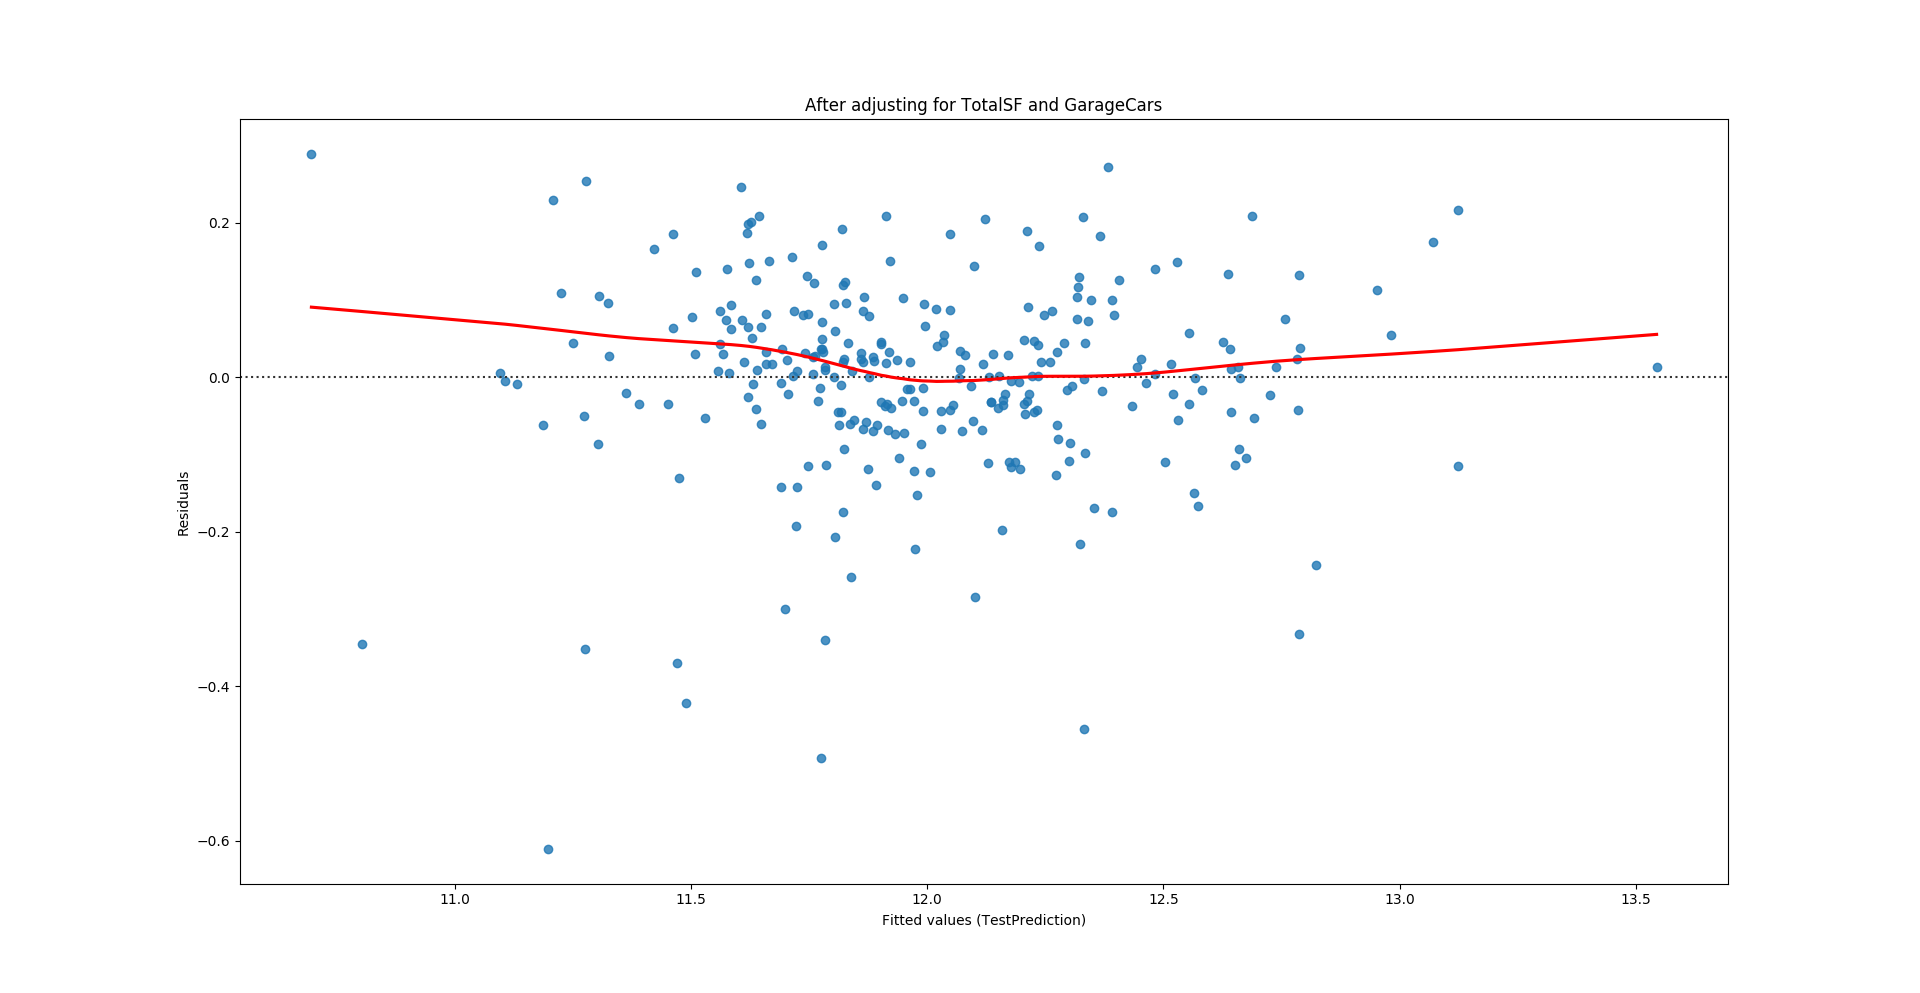 After adjusting for TotalSF and GarageCars
Residuals
0.2
0.0
−0.2
−0.4
−0.6
11.0 11.5 12.0 12.5 13.0 13.5
Fitted values (TestPrediction)